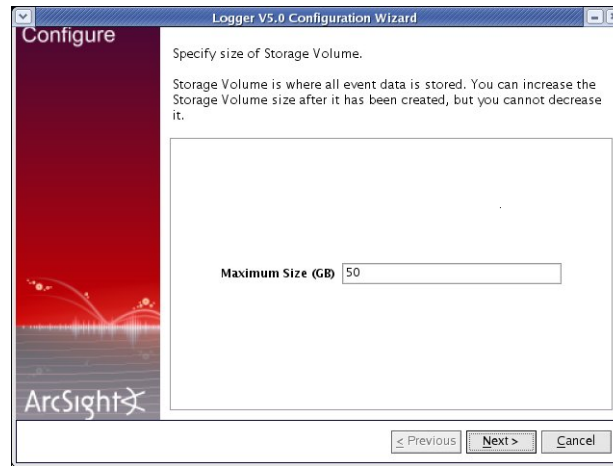 Logger V5.0 Configuration Wizard
Configure
Specify size of Storage Volume.
Storage Volume is where all event data is stored. You can increase the
Storage Volume size after it has been created, but you cannot decrease
it.
Maximum Size (GB) 50
ArcSight
< Previous Next > Cancel